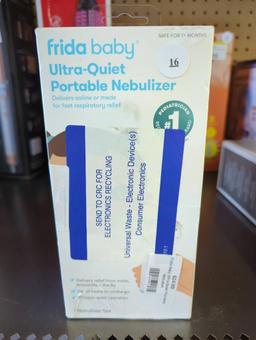 frida baby
SAFE FOR 1+ MONTHS
Ultra-Quiet
Portable Nebulizer
16
Delivers saline or meds
for fast respiratory relief
PEDIATRICIAN
#1
SEND TO CRC FOR
ELECTRONICS RECYCLING
Universal Waste - Electronic Device(s)
Consumer Electronics